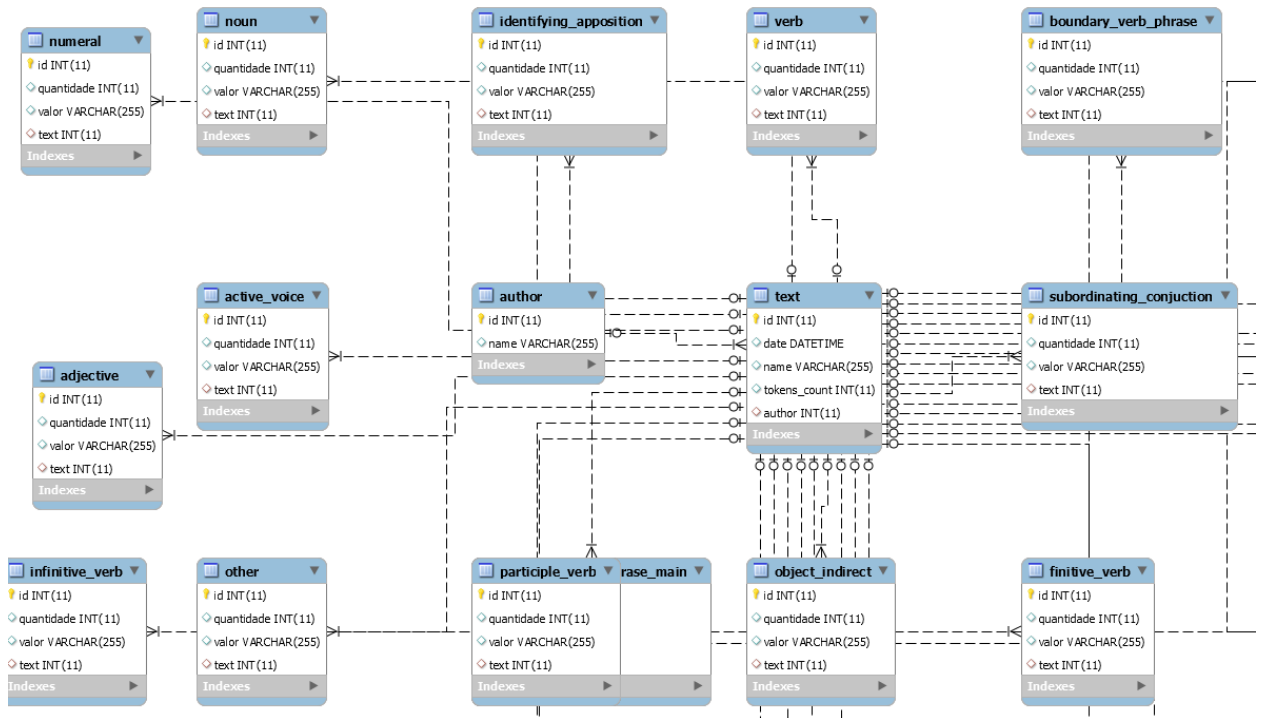 numeral
id INT(11)
quantidade INT(11)
valor VARCHAR(255)
text INT(11)
Indexes
noun
id INT(11)
quantidade INT(11)
valor VARCHAR(255)
text INT(11)
Indexes
identifying_apposition
id INT(11)
quantidade INT(11)
valor VARCHAR(255)
text INT(11)
Indexes
verb
id INT(11)
quantidade INT(11)
valor VARCHAR(255)
text INT(11)
Indexes
boundary_verb_phrase
id INT(11)
quantidade INT(11)
valor VARCHAR(255)
text INT(11)
Indexes
adjective
id INT(11)
quantidade INT(11)
valor VARCHAR(255)
text INT(11)
Indexes
active_voice
id INT(11)
quantidade INT(11)
valor VARCHAR(255)
text INT(11)
Indexes
author
id INT(11)
name VARCHAR(255)
Indexes
text
id INT(11)
date DATETIME
name VARCHAR(255)
tokens_count INT(11)
author INT(11)
Indexes
subordinating_conjuction
id INT(11)
quantidade INT(11)
valor VARCHAR(255)
text INT(11)
Indexes
infinitive_verb
id INT(11)
quantidade INT(11)
valor VARCHAR(255)
text INT(11)
Indexes
other
id INT(11)
quantidade INT(11)
valor VARCHAR(255)
text INT(11)
Indexes
participle_verb
id INT(11)
quantidade INT(11)
valor VARCHAR(255)
text INT(11)
Indexes
rase_main
object_indirect
id INT(11)
quantidade INT(11)
valor VARCHAR(255)
text INT(11)
Indexes
finitive_verb
id INT(11)
quantidade INT(11)
valor VARCHAR(255)
text INT(11)
Indexes